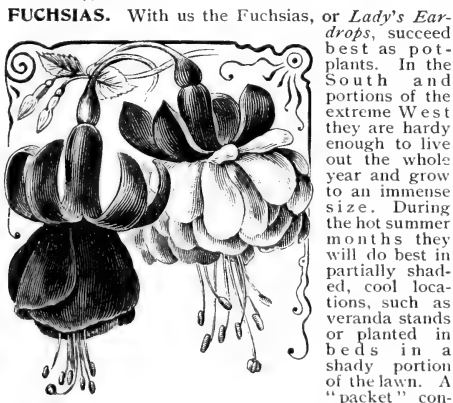 FUCHSIAS. With us the Fuchsias, or Lady's Ear-
drops, succeed
best as pot-
plants. In the
South and
portions of the
extreme West
they are hardy
enough to live
out the whole
year and grow
to an immense
size. During
the hot summer
months they
will do best in
partially shad-
ed, cool loca-
tions, such as
veranda stands
or planted in
beds in a
shady portion
of the lawn. A
"packet" con-